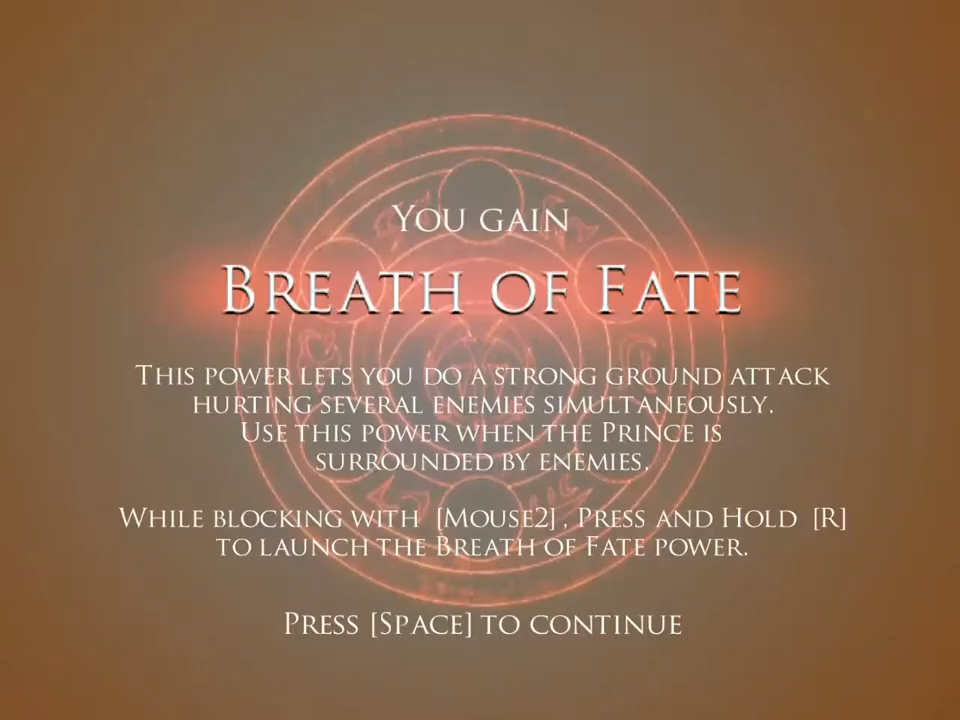 You gain
Breath of Fate
This power lets you do a strong ground attack
hurting several enemies simultaneously.
Use this power when the Prince is
surrounded by enemies.
While blocking with [Mouse2] , Press and Hold [R]
to launch the Breath of Fate power.
Press [Space] to continue